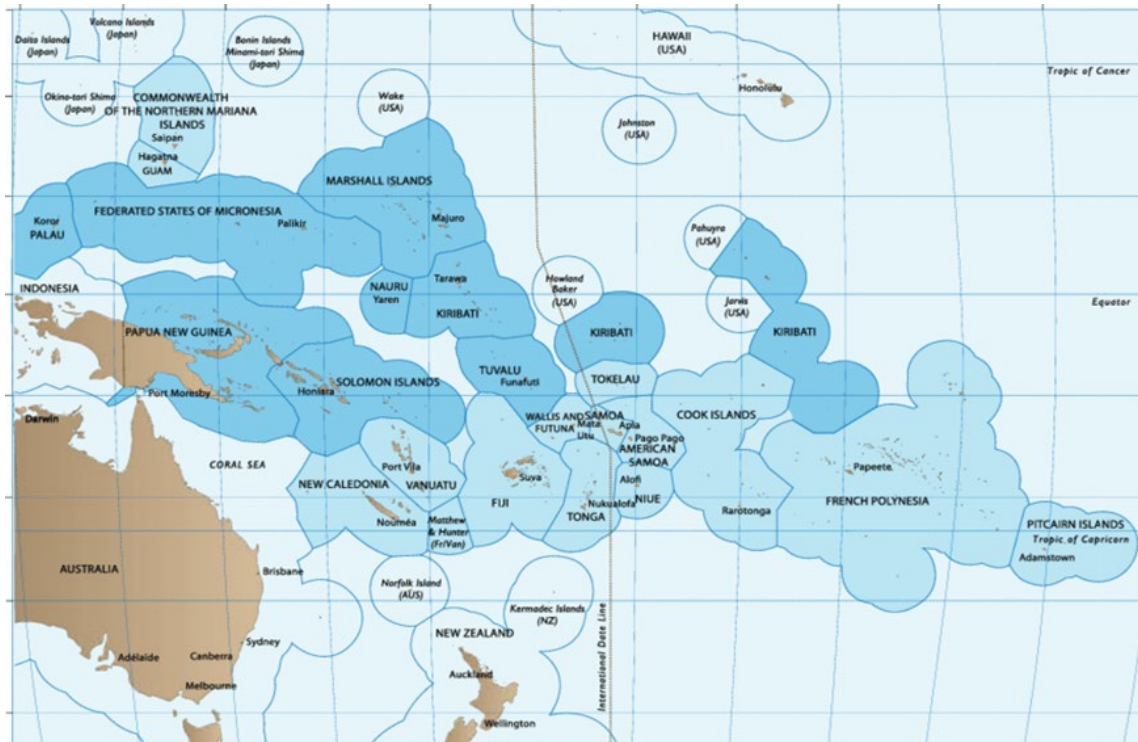 Daito Islands
(Japan)
Volcano Islands
(Japan)
Bonin Islands
Minami-tori Shima
(Japan)
HAWAII
(USA)
Honolulu
Tropic of Cancer
Okino-tori Shima
(Japan)
COMMONWEALTH
OF THE NORTHERN MARIANA
ISLANDS
Saipan
Hagatna
GUAM
Wake
(USA)
Johnston
(USA)
MARSHALL ISLANDS
Majuro
FEDERATED STATES OF MICRONESIA
Palikir
Koror
PALAU
Palmyra
(USA)
INDONESIA
NAURU
Yaren
Tarawa
KIRIBATI
Howland
Baker
(USA)
Jarvis
(USA)
Equator
PAPUA NEW GUINEA
Port Moresby
KIRIBATI
KIRIBATI
SOLOMON ISLANDS
Honiara
TUVALU
Funafuti
TOKELAU
Darwin
WALLIS AND
FUTUNA
Mata
Utu
SAMOA
Apia
Pago Pago
AMERICAN
SAMOA
COOK ISLANDS
CORAL SEA
Port Vila
VANUATU
NEW CALEDONIA
Nouméa
Matthew
& Hunter
(Fr/Van)
FIJI
Suva
Nukualofa
TONGA
Alofi
NIUE
Rarotonga
Papeete
FRENCH POLYNESIA
PITCAIRN ISLANDS
Tropic of Capricorn
Adamstown
AUSTRALIA
Brisbane
Norfolk Island
(AUS)
Kermadec Islands
(NZ)
International Date Line
Sydney
Canberra
Adélaïde
Melbourne
NEW ZEALAND
Auckland
Wellington